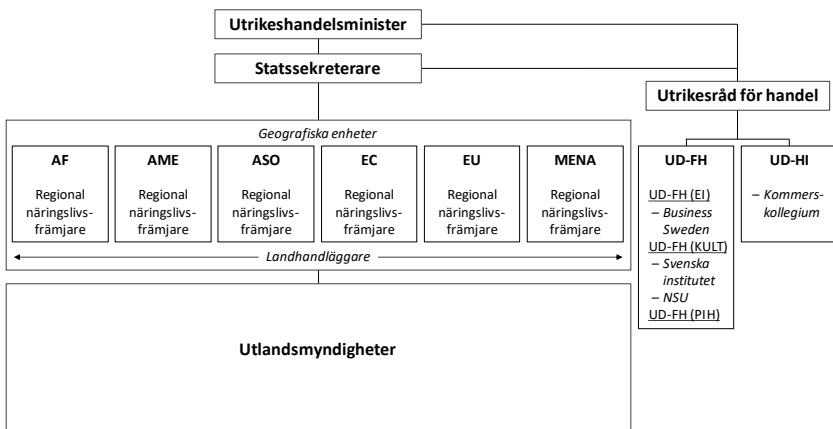 Utrikeshandelsminister
Statssekreterare
Utrikesråd för handel
Geografiska enheter
AF
Regional
näringslivs-
främjare
AME
Regional
näringslivs-
främjare
ASO
Regional
näringslivs-
främjare
EC
Regional
näringslivs-
främjare
EU
Regional
näringslivs-
främjare
MENA
Regional
näringslivs-
främjare
Landhandläggare
UD-FH
UD-FH (EI)
– Business
Sweden
UD-FH (KULT)
– Svenska
institutet
– NSU
UD-FH (PIH)
UD-HI
– Kommers-
kollegium
Utlandsmyndigheter